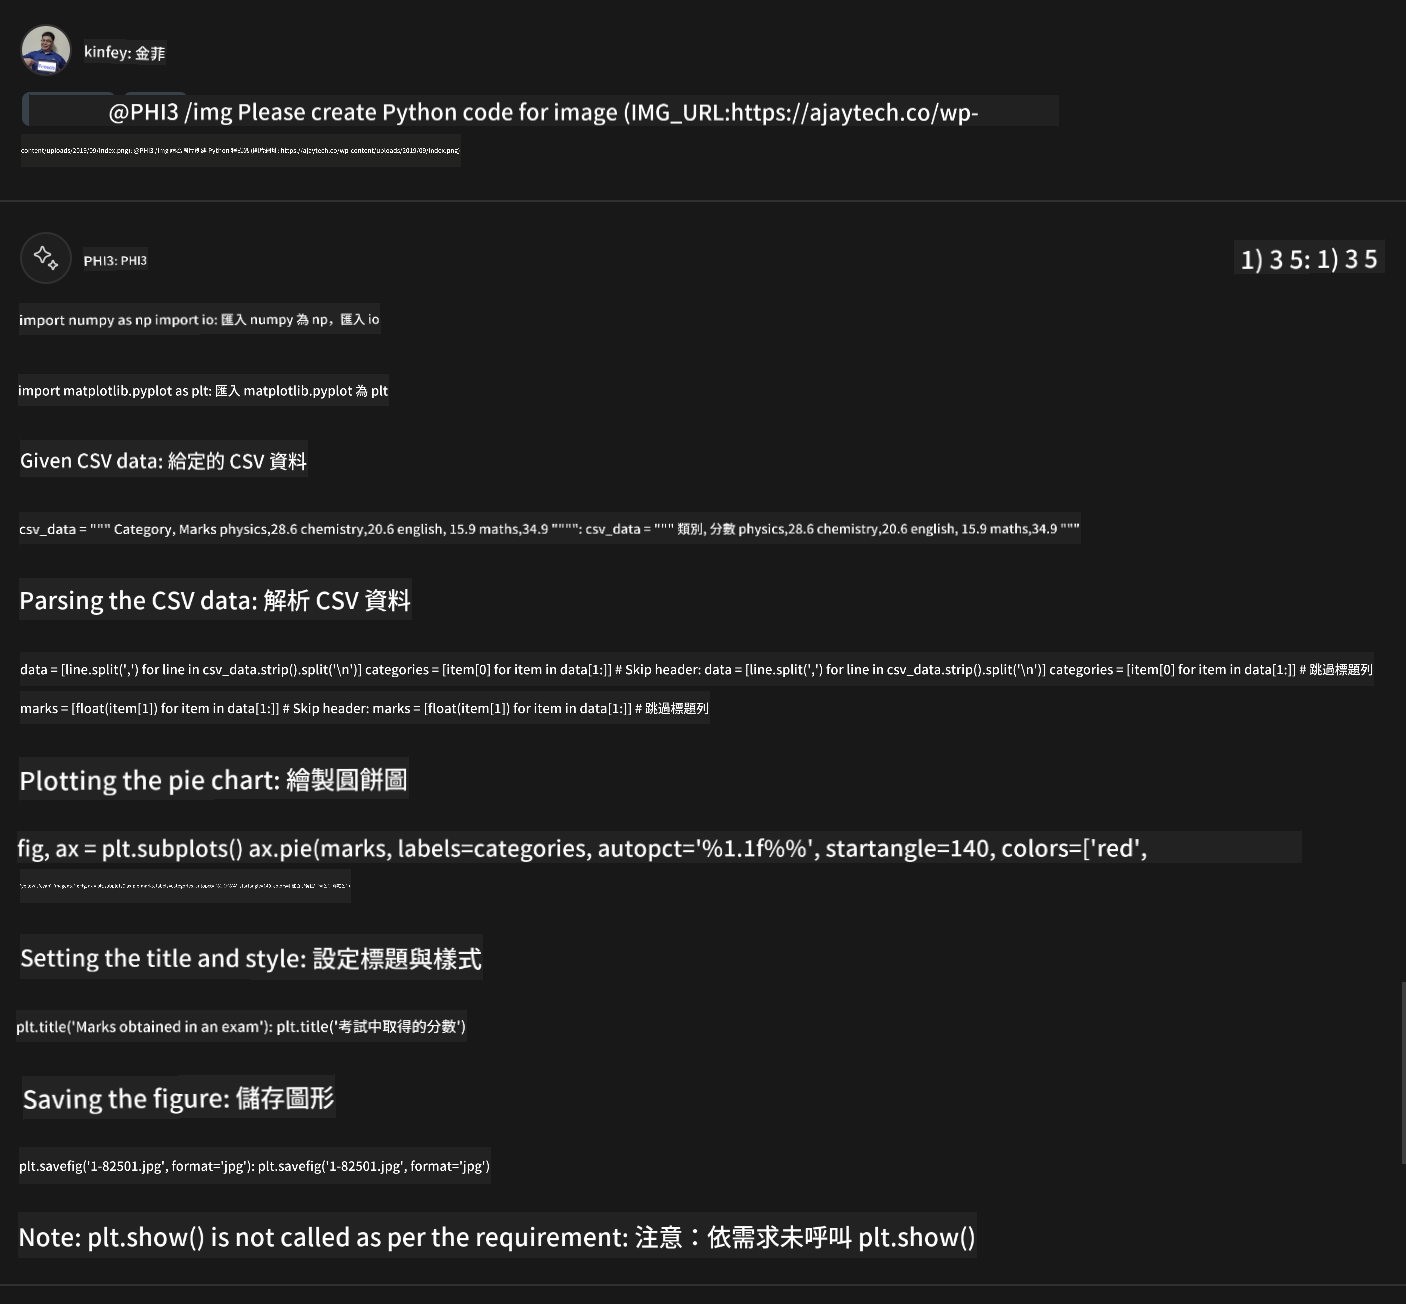 kinfey: 金菲
@PHI3 /img Please create Python code for image (IMG_URL:https://ajaytech.co/wp-
content/uploads/2019/09/index.png): @PHI3 /img Python https://ajaytech.co/wp-content/uploads/2019/09/index.png)
PHI3: PHI3
1) 3 5: 1) 3 5
import numpy as np import io: 匯入 numpy 為 np，匯入 io
import matplotlib.pyplot as plt: 匯入 matplotlib.pyplot 為 plt
Given CSV data: 給定的 CSV 資料
csv_data = """ Category, Marks physics,28.6 chemistry,20.6 english, 15.9 maths,34.9 """": csv_data = """ 類別, 分數 physics,28.6 chemistry,20.6 english, 15.9 maths,34.9 """
Parsing the CSV data: 解析 CSV 資料
data = [line.split(',') for line in csv_data.strip().split('\n')] categories = [item[0] for item in data[1:]] # Skip header: data = [line.split(',') for line in csv_data.strip().split('\n')] categories = [item[0] for item in data[1:]] # 跳過標題列
marks = [float(item[1]) for item in data[1:]] # Skip header: marks = [float(item[1]) for item in data[1:]] # 跳過標題列
Plotting the pie chart: 繪製圓餅圖
fig, ax = plt.subplots() ax.pie(marks, labels=categories, autopct='%1.1f%%', startangle=140, colors=['red',
Setting the title and style: 設定標題與樣式
plt.title('Marks obtained in an exam'): plt.title('考試中取得的分數')
Saving the figure: 儲存圖形
plt.savefig('1-82501.jpg', format='jpg'): plt.savefig('1-82501.jpg', format='jpg')
Note: plt.show() is not called as per the requirement: 注意：依需求未呼叫 plt.show()